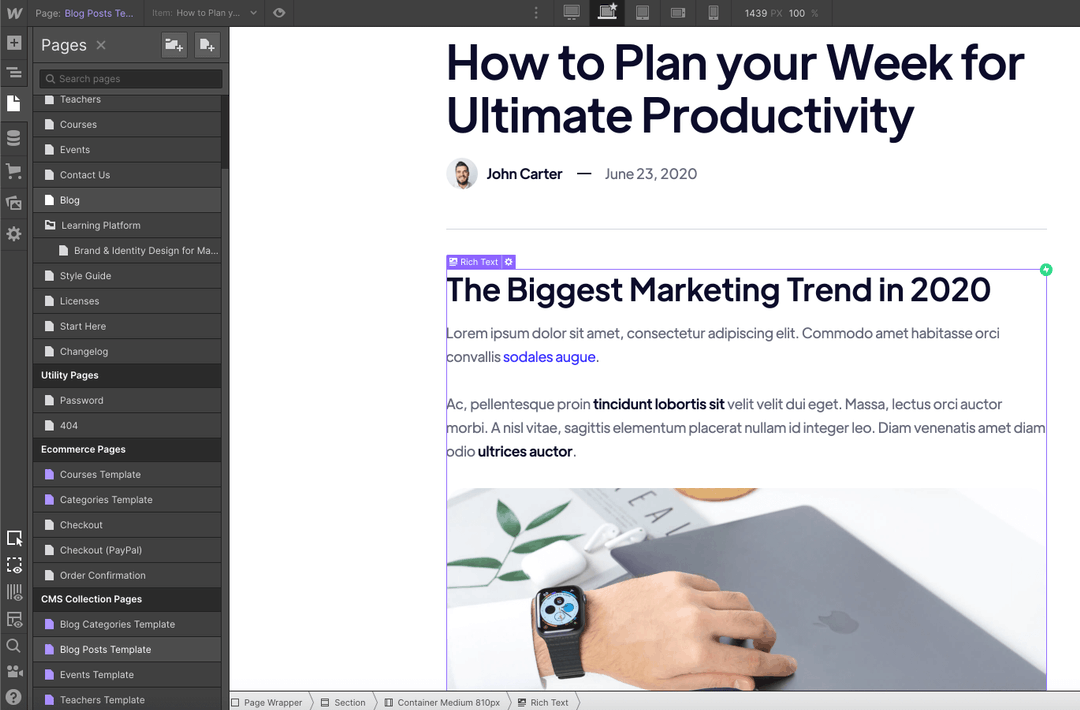 Page: Blog Posts Te...
Item: How to Plan y...
1439 PX 100 %
Pages
Search pages
Teachers
Courses
Events
Contact Us
Blog
Learning Platform
Brand & Identity Design for Ma...
Style Guide
Licenses
Start Here
Changelog
Utility Pages
Password
404
Ecommerce Pages
Courses Template
Categories Template
Checkout
Checkout (PayPal)
Order Confirmation
CMS Collection Pages
Blog Categories Template
Blog Posts Template
Events Template
Teachers Template
How to Plan your Week for
Ultimate Productivity
John Carter — June 23, 2020
Rich Text
The Biggest Marketing Trend in 2020
Lorem ipsum dolor sit amet, consectetur adipiscing elit. Commodo amet habitasse orci
convallis sodales augue.
Ac, pellentesque proin tincidunt lobortis sit velit velit dui eget. Massa, lectus orci auctor
morbi. A nisl vitae, sagittis elementum placerat nullam id integer leo. Diam venenatis amet diam
odio ultrices auctor.
Page Wrapper
Section
Container Medium 810px
Rich Text